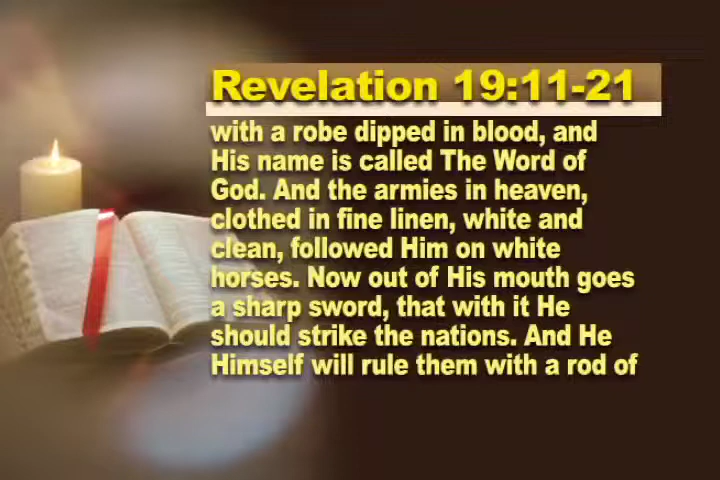 Revelation 19:11-21
with a robe dipped in blood, and
His name is called The Word of
God. And the armies in heaven,
clothed in fine linen, white and
clean, followed Him on white
horses. Now out of His mouth goes
a sharp sword, that with it He
should strike the nations. And He
Himself will rule them with a rod of